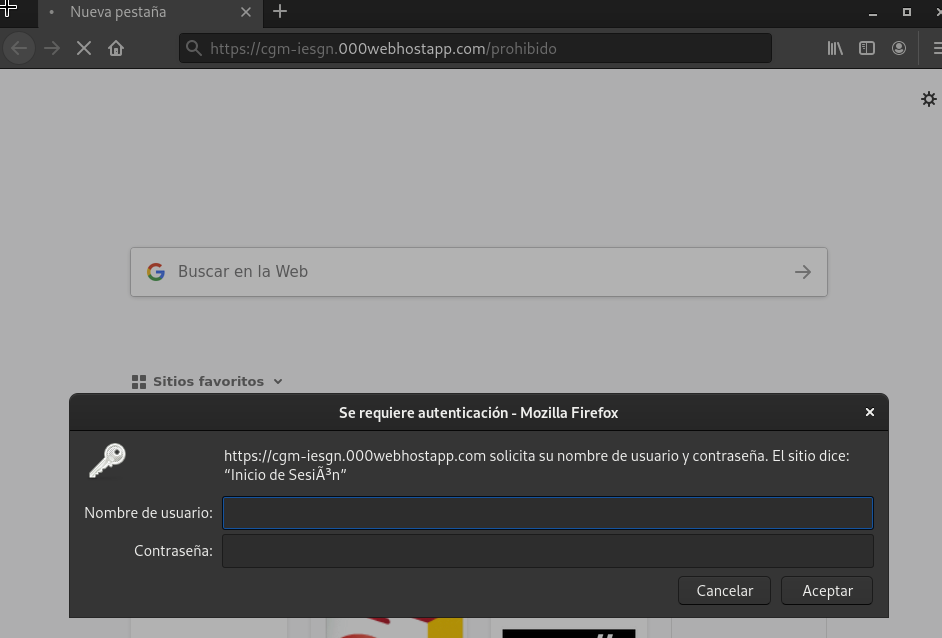 Nueva pestaña
https://cgm-iesgn.000webhostapp.com/prohibido
Buscar en la Web
Sitios favoritos
Se requiere autenticación - Mozilla Firefox
https://cgm-iesgn.000webhostapp.com solicita su nombre de usuario y contraseña. El sitio dice:
“Inicio de SesiÃ³n”
Nombre de usuario:
Contraseña:
Cancelar
Aceptar